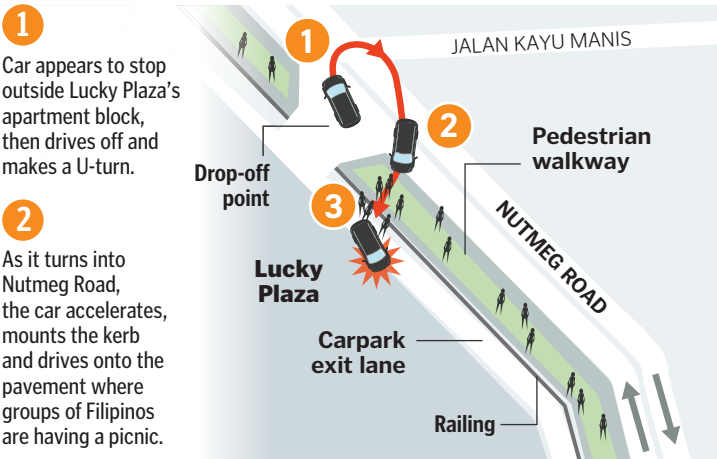 1
Car appears to stop
outside Lucky Plaza's
apartment block,
then drives off and
makes a U-turn.
2
As it turns into
Nutmeg Road,
the car accelerates,
mounts the kerb
and drives onto the
pavement where
groups of Filipinos
are having a picnic.
1
JALAN KAYU MANIS
2
Drop-off
point
Pedestrian
walkway
3
NUTMEG ROAD
Lucky
Plaza
Carpark
exit lane
Railing